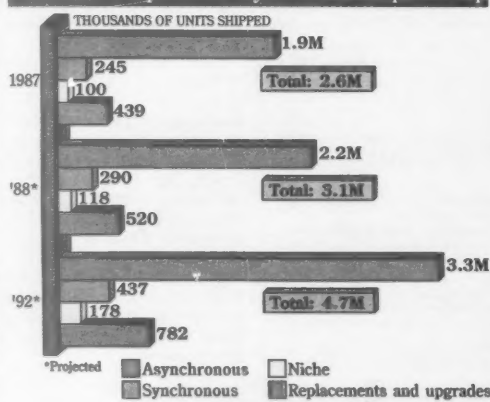 THOUSANDS OF UNITS SHIPPED
1.9M
245
1987
100
Total: 2.6M
439
2.2M
290
'88*
118
Total: 3.1M
520
3.3M
437
'92*
178
Total: 4.7M
782
*Projected
Asynchronous
Niche
Synchronous
Replacements and upgrades